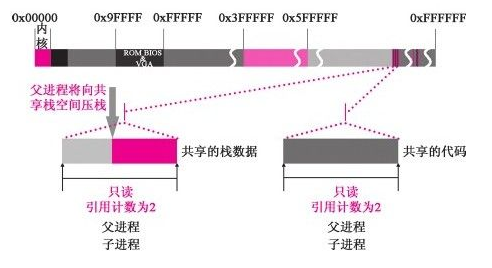 0x00000 0x9FFFF 0xFFFFF 0x3FFFFF 0x5FFFFF 0xFFFFFF
内
核
ROM BIOS
&
VGA
父进程将向共
享栈空间压栈
共享的栈数据 共享的代码
只读 只读
引用计数为2 引用计数为2
父进程 父进程
子进程 子进程